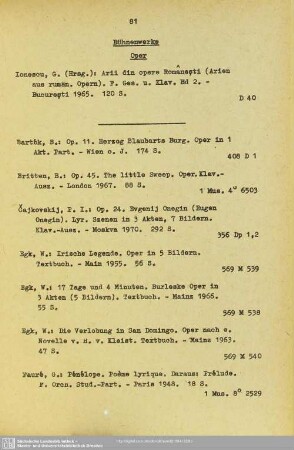 81
Bühnenwerke
Oper
Ionescu, G. (Hrsg.): Arii din opere Românești (Arien
aus rumän. Opern). F. Ges. u. Klav. Bd 2. -
București 1965. 120 S.
D 40
Bartók, B.: Op. 11. Herzog Blaubarts Burg. Oper in 1
Akt. Part. - Wien o. J. 174 S.
408 D 1
Britten, B.: Op. 45. The little Sweep. Oper. Klav.-
Ausz. - London 1967. 88 S.
1 Mus. 4° 6503
Čajkovskij, P. I.: Op. 24. Evgenij Onegin (Eugen
Onegin). Lyr. Szenen in 3 Akten, 7 Bildern.
Klav.-Ausz. - Moskva 1970. 292 S.
356 Dp 1,2
Egk, W.: Irische Legende. Oper in 5 Bildern.
Textbuch. - Mainz 1955. 56 S.
569 M 539
Egk, W.: 17 Tage und 4 Minuten. Burleske Oper in
3 Akten (5 Bildern). Textbuch. - Mainz 1966.
55 S.
569 M 538
Egk, W.: Die Verlobung in San Domingo. Oper nach e.
Novelle v. H. v. Kleist. Textbuch. - Mainz 1963.
47 S.
569 M 540
Fauré, G.: Pénélope. Poème lyrique. Daraus: Prélude.
F. Orch. Stud.-Part. - Paris 1948. 18 S.
1 Mus. 8° 2529